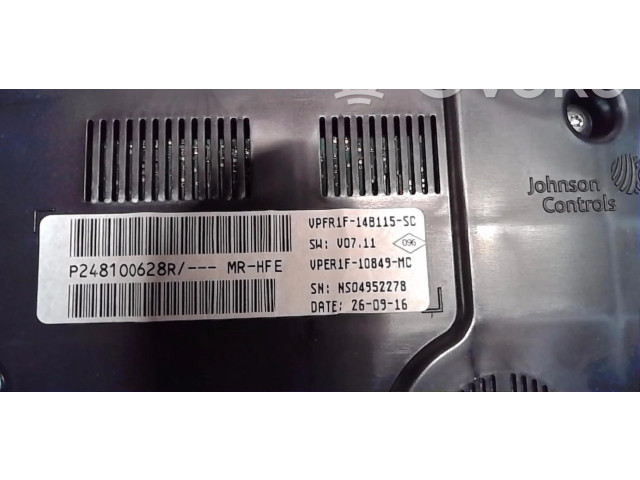 Johnson
Controls
P248100628R/--- MR-HFE
VPFR1F-14B115-SC
SW: V07.11
096
VPER1F-10849-MC
SN: NS04952278
DATE: 26-09-16